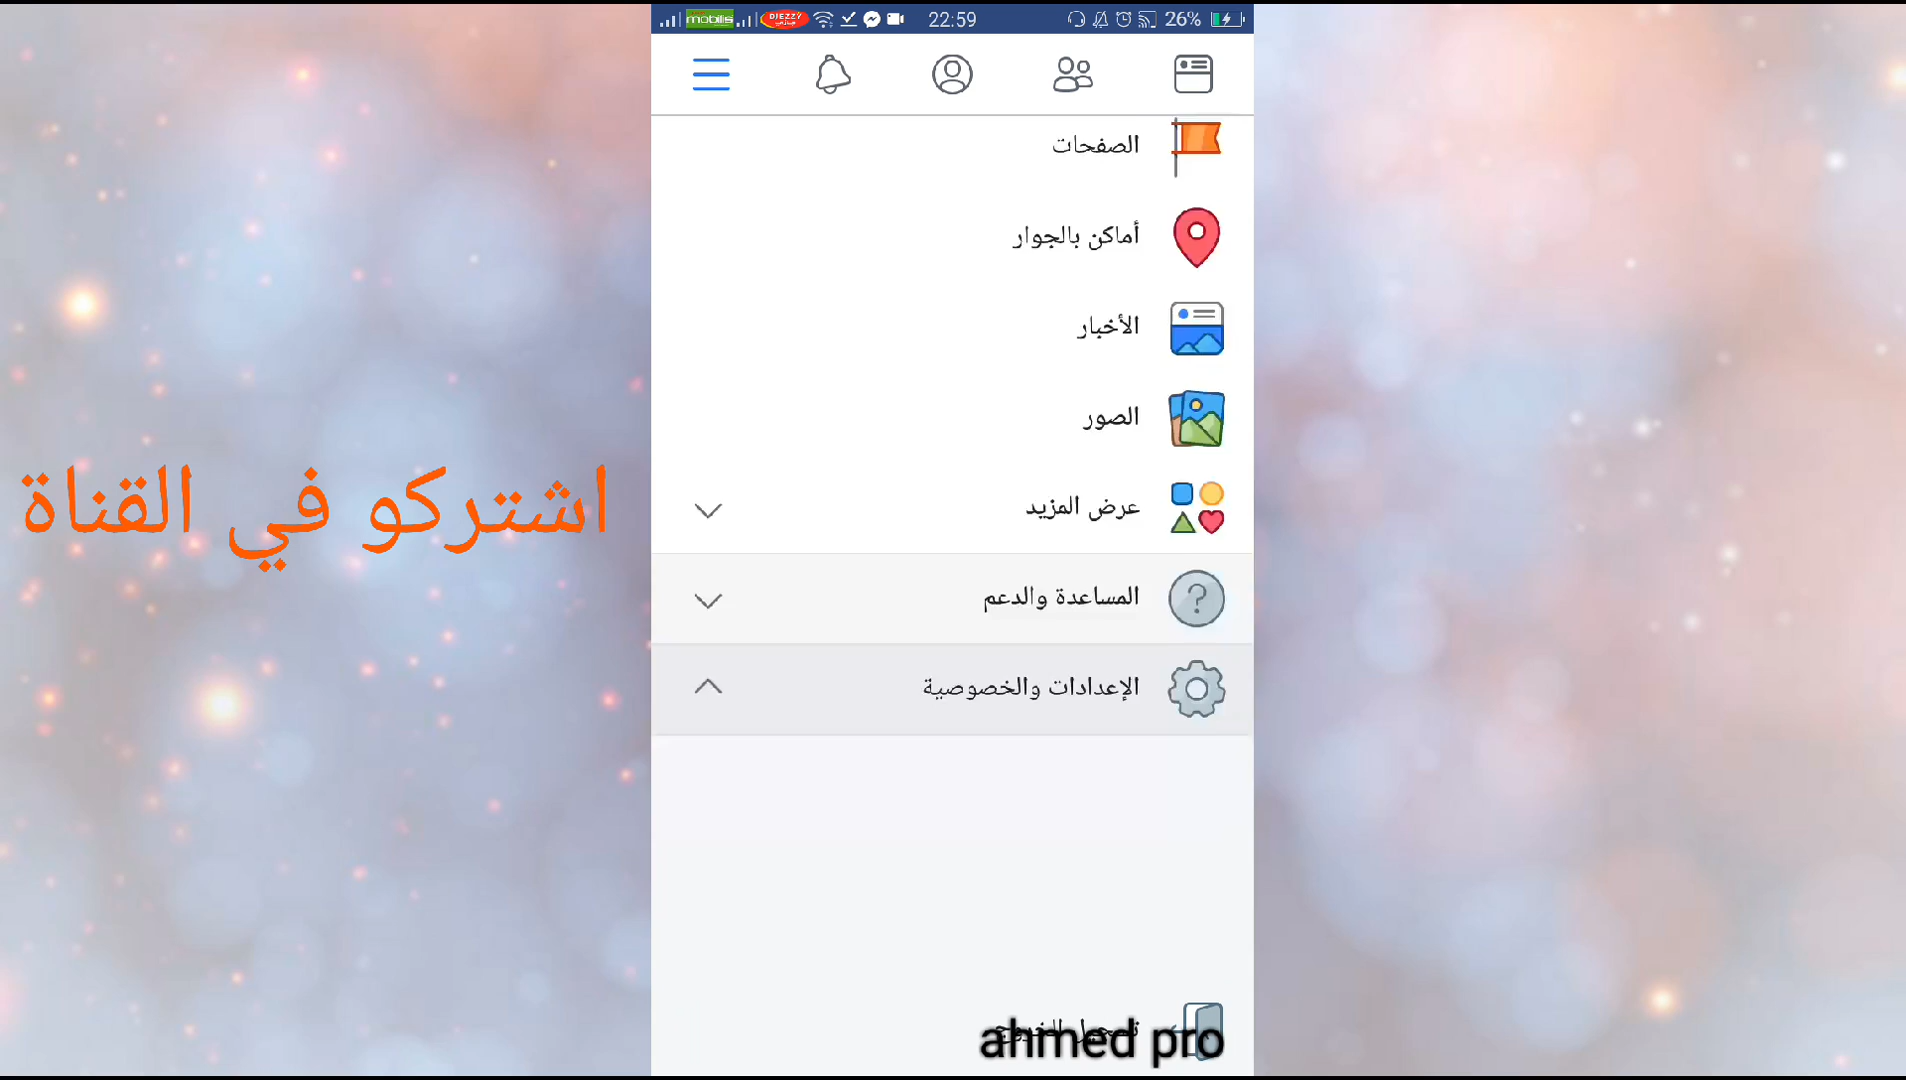 mobilis DJEZZY 22:59 26%
الصفحات
أماكن بالجوار
الأخبار
الصور
اشتركو في القناة
عرض المزيد
المساعدة والدعم
الإعدادات والخصوصية
ahmed pro